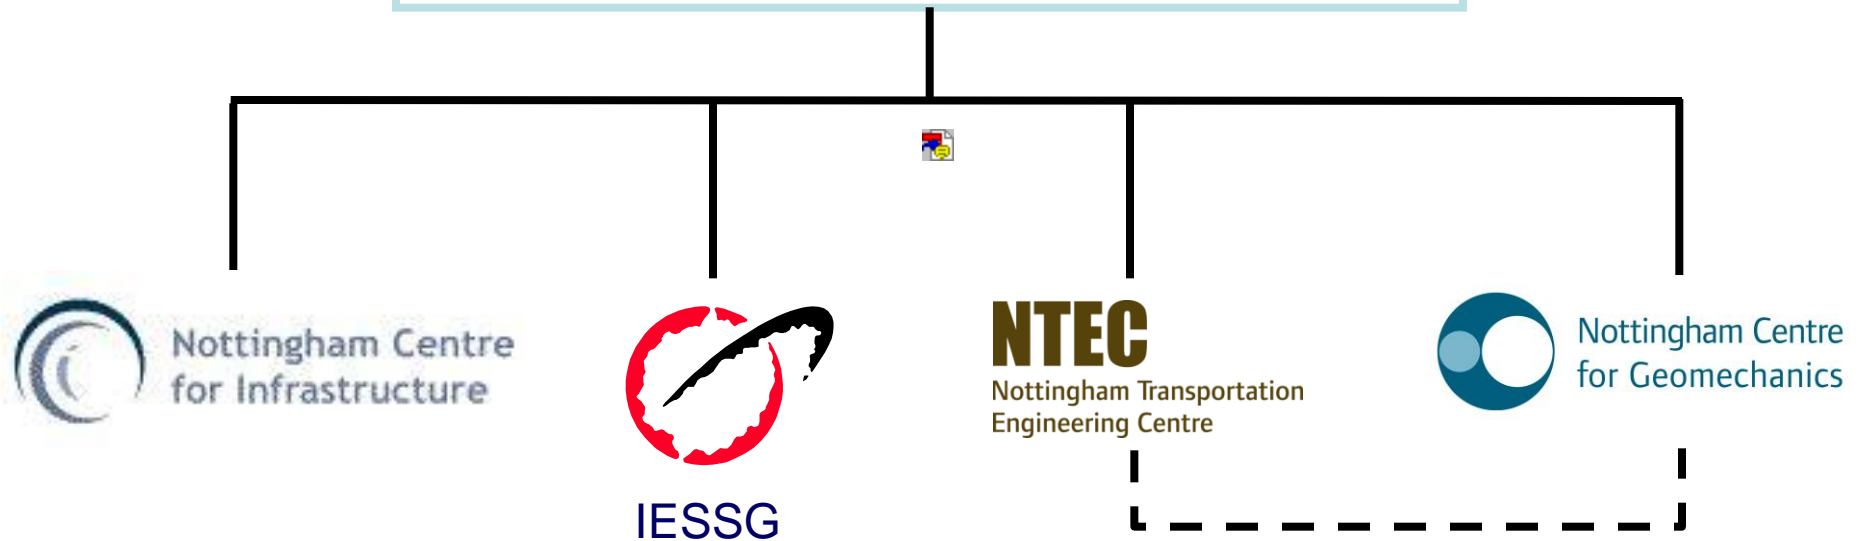 Nottingham Centre
for Infrastructure
IESSG
NTEC
Nottingham Transportation
Engineering Centre
Nottingham Centre
for Geomechanics